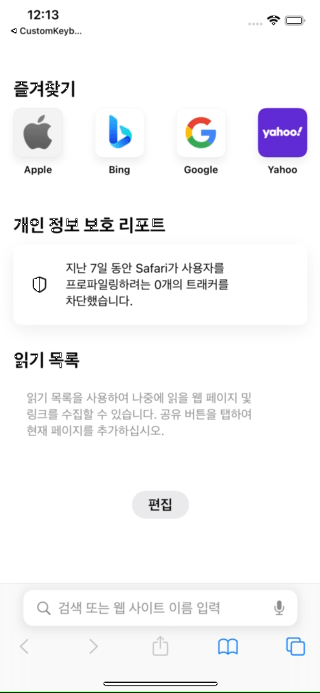 12:13
CustomKeyb...
즐겨찾기
yahoo!
Apple
Bing
Google
Yahoo
개인 정보 보호 리포트
지난 7일 동안 Safari가 사용자를
프로파일링하려는 0개의 트래커를
차단했습니다.
읽기 목록
읽기 목록을 사용하여 나중에 읽을 웹 페이지 및
링크를 수집할 수 있습니다. 공유 버튼을 탭하여
현재 페이지를 추가하십시오.
편집
검색 또는 웹 사이트 이름 입력